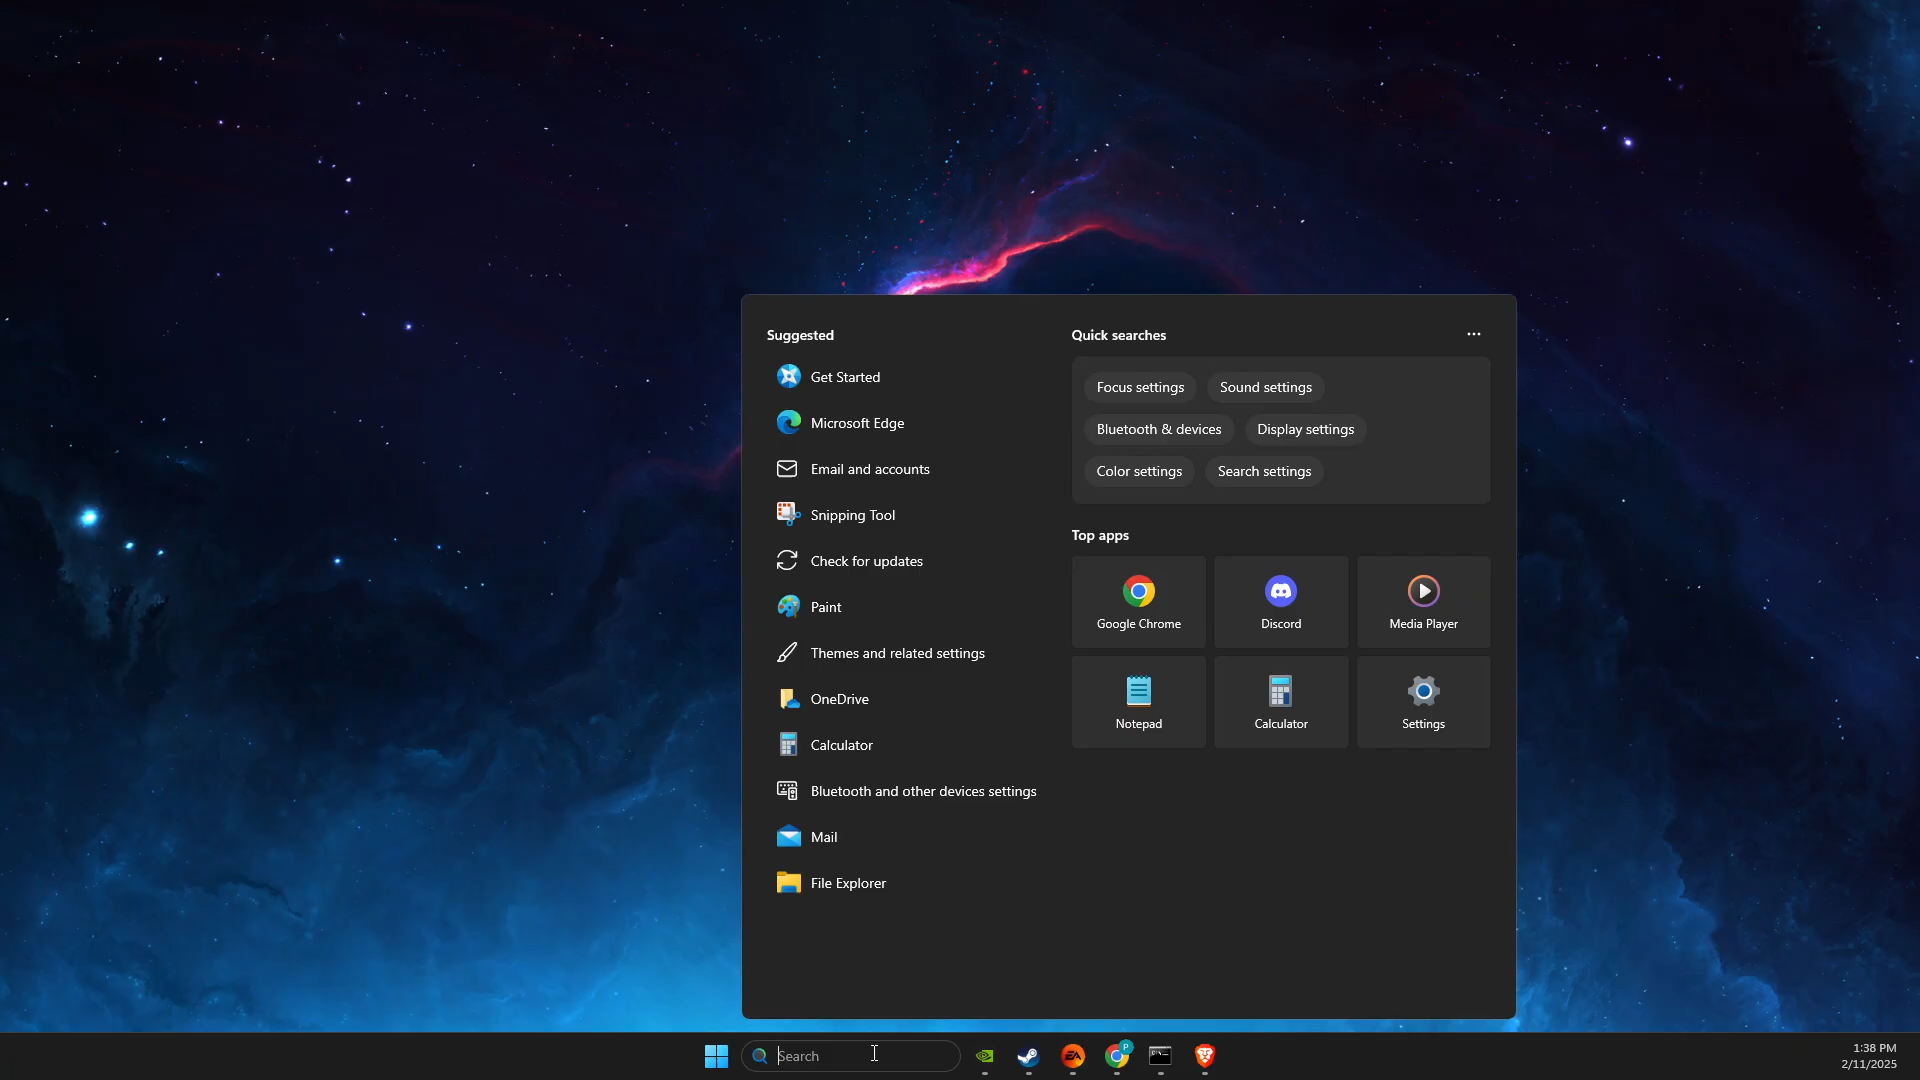 Suggested
Get Started
Microsoft Edge
Email and accounts
Snipping Tool
Check for updates
Paint
Themes and related settings
OneDrive
Calculator
Bluetooth and other devices settings
Mail
File Explorer
Quick searches
Focus settings
Sound settings
Bluetooth & devices
Display settings
Color settings
Search settings
Top apps
Google Chrome
Discord
Media Player
Notepad
Calculator
Settings
Search
EA
P
1:38 PM
2/11/2025